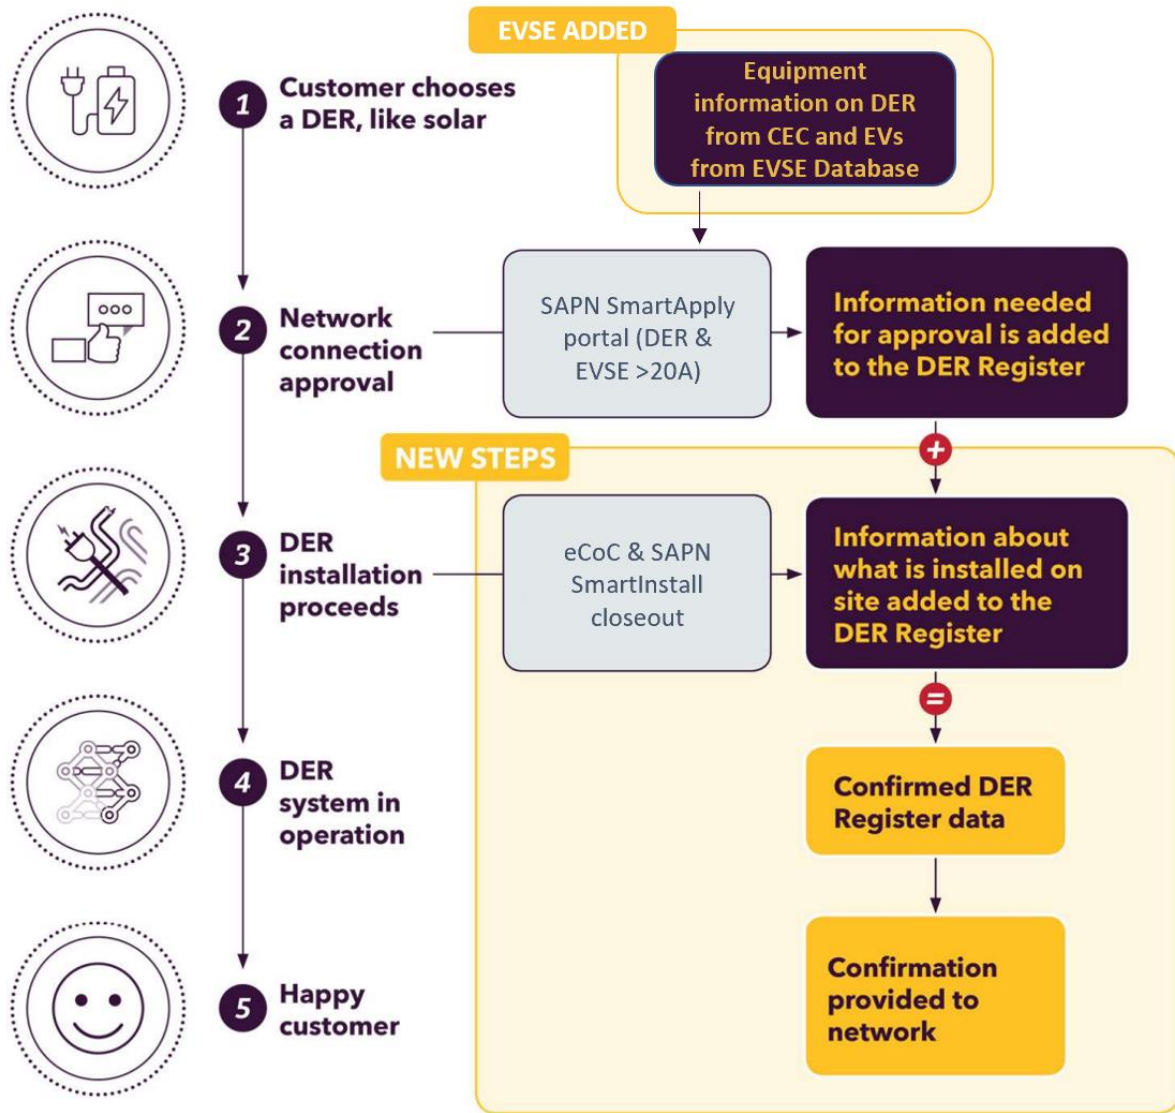 EVSE ADDED
Equipment
information on DER
from CEC and EVs
from EVSE Database
1
Customer chooses
a DER, like solar
2
Network
connection
approval
SAPN SmartApply
portal (DER &
EVSE >20A)
Information needed
for approval is added
to the DER Register
+
NEW STEPS
3
DER
installation
proceeds
eCoC & SAPN
SmartInstall
closeout
Information about
what is installed on
site added to the
DER Register
=
4
DER
system in
operation
Confirmed DER
Register data
5
Happy
customer
Confirmation
provided to
network